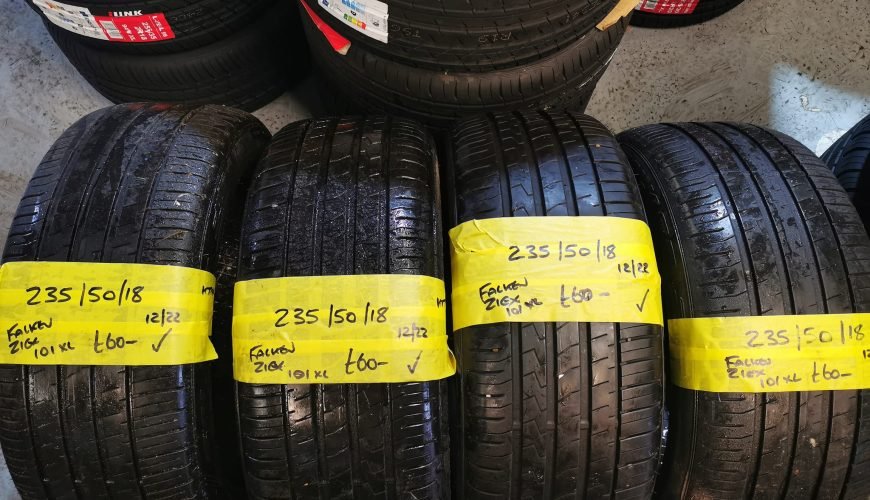 LINK
R19
235/50/18
12/22
FALKEN
ZIEX
101 XL £60- ✓
235/50/18
12/22
FALKEN
ZIEX
101 XL £60- ✓
235/50/18
12/22
FALKEN
ZIEX
101 XL £60- ✓
235/50/18
FALKEN
ZIEX
101 XL £60-